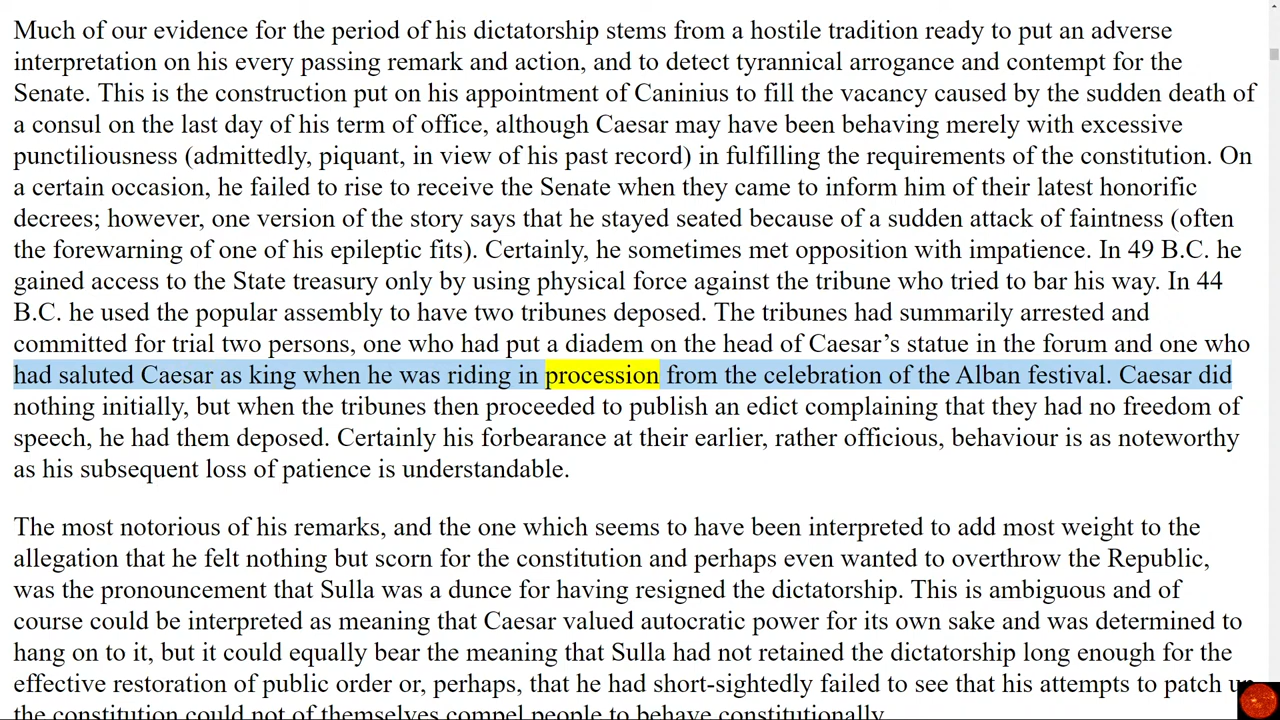 Much of our evidence for the period of his dictatorship stems from a hostile tradition ready to put an adverse
interpretation on his every passing remark and action, and to detect tyrannical arrogance and contempt for the
Senate. This is the construction put on his appointment of Caninius to fill the vacancy caused by the sudden death of
a consul on the last day of his term of office, although Caesar may have been behaving merely with excessive
punctiliousness (admittedly, piquant, in view of his past record) in fulfilling the requirements of the constitution. On
a certain occasion, he failed to rise to receive the Senate when they came to inform him of their latest honorific
decrees; however, one version of the story says that he stayed seated because of a sudden attack of faintness (often
the forewarning of one of his epileptic fits). Certainly, he sometimes met opposition with impatience. In 49 B.C. he
gained access to the State treasury only by using physical force against the tribune who tried to bar his way. In 44
B.C. he used the popular assembly to have two tribunes deposed. The tribunes had summarily arrested and
committed for trial two persons, one who had put a diadem on the head of Caesar’s statue in the forum and one who
had saluted Caesar as king when he was riding in procession from the celebration of the Alban festival. Caesar did
nothing initially, but when the tribunes then proceeded to publish an edict complaining that they had no freedom of
speech, he had them deposed. Certainly his forbearance at their earlier, rather officious, behaviour is as noteworthy
as his subsequent loss of patience is understandable.
The most notorious of his remarks, and the one which seems to have been interpreted to add most weight to the
allegation that he felt nothing but scorn for the constitution and perhaps even wanted to overthrow the Republic,
was the pronouncement that Sulla was a dunce for having resigned the dictatorship. This is ambiguous and of
course could be interpreted as meaning that Caesar valued autocratic power for its own sake and was determined to
hang on to it, but it could equally bear the meaning that Sulla had not retained the dictatorship long enough for the
effective restoration of public order or, perhaps, that he had short-sightedly failed to see that his attempts to patch up
the constitution could not of themselves compel people to behave constitutionally